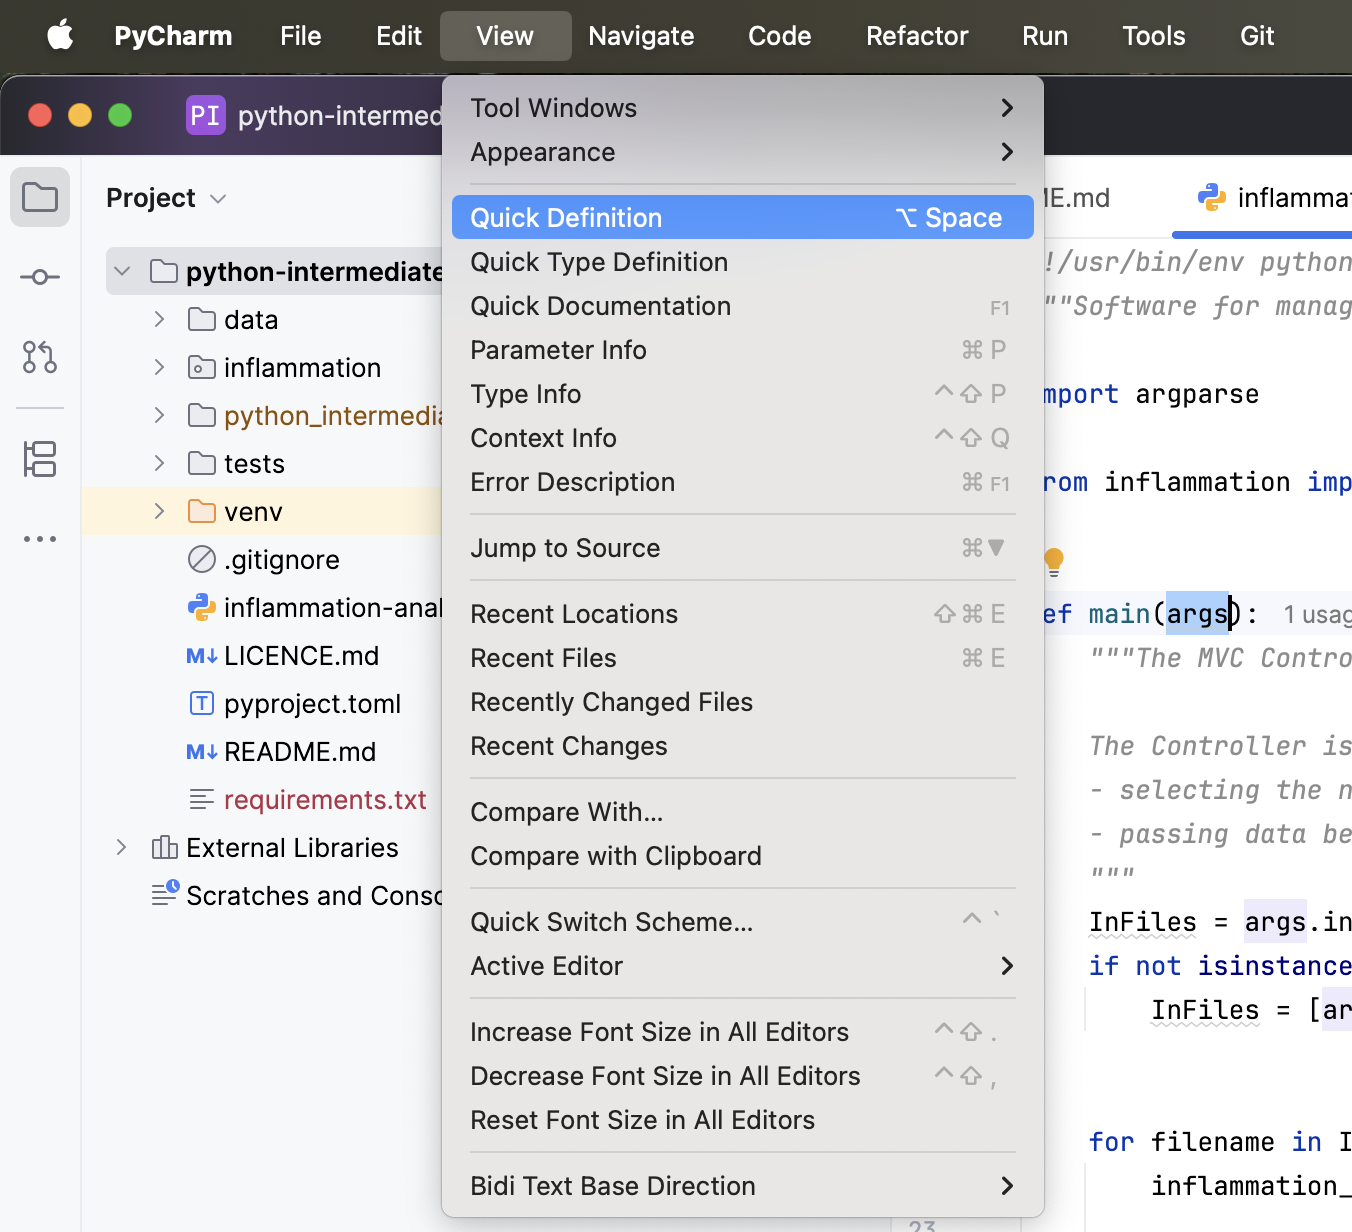 PyCharm File Edit View Navigate Code Refactor Run Tools Git
PI python-intermed
Project
python-intermediate
data
inflammation
python_intermedia
tests
venv
.gitignore
inflammation-anal
M↓ LICENCE.md
T pyproject.toml
M↓ README.md
requirements.txt
External Libraries
Scratches and Conso
Tool Windows
Appearance
Quick Definition ⌥ Space
Quick Type Definition
Quick Documentation F1
Parameter Info ⌘ P
Type Info ^ ⇧ P
Context Info ^ ⇧ Q
Error Description ⌘ F1
Jump to Source ⌘▼
Recent Locations ⇧ ⌘ E
Recent Files ⌘ E
Recently Changed Files
Recent Changes
Compare With...
Compare with Clipboard
Quick Switch Scheme... ^ `
Active Editor
Increase Font Size in All Editors ^ ⇧ .
Decrease Font Size in All Editors ^ ⇧ ,
Reset Font Size in All Editors
Bidi Text Base Direction
ME.md inflamma
!/usr/bin/env python
""Software for manag
mport argparse
rom inflammation imp
ef main(args): 1 usag
"""The MVC Contro
The Controller is
- selecting the n
- passing data be
"""
InFiles = args.in
if not isinstance
InFiles = [ar
for filename in I
inflammation_
23